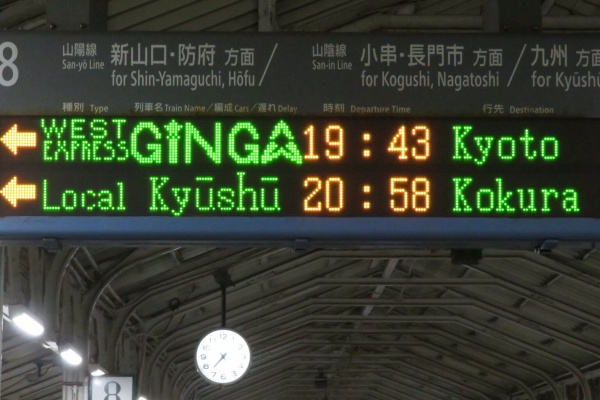 8
山陽線 新山口・防府 方面 / 山陰線 小串・長門市 方面 / 九州 方面
San-yō Line for Shin-Yamaguchi, Hōfu San-in Line for Kogushi, Nagatoshi for Kyūshū
種別 Type 列車名 Train Name / 編成 Cars / 遅れ Delay 時刻 Departure Time 行先 Destination
← WEST EXPRESS GINGA 19:43 Kyoto
← Local Kyūshū 20:58 Kokura
8